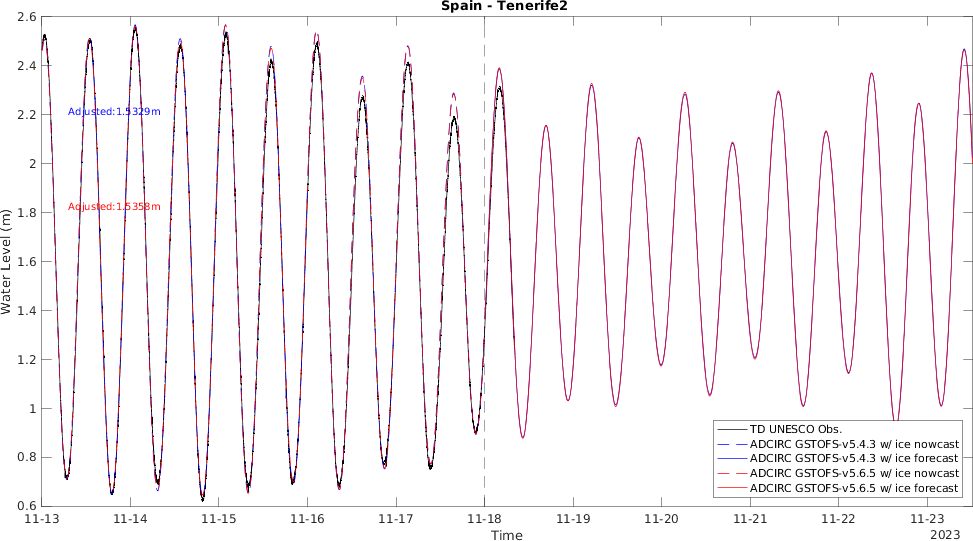 Spain - Tenerife2
2.6
2.4
2.2
2
1.8
1.6
1.4
1.2
1
0.8
0.6
Water Level (m)
Adjusted:1.5329m
Adjusted:1.5358m
TD UNESCO Obs.
ADCIRC GSTOFS-v5.4.3 w/ ice nowcast
ADCIRC GSTOFS-v5.4.3 w/ ice forecast
ADCIRC GSTOFS-v5.6.5 w/ ice nowcast
ADCIRC GSTOFS-v5.6.5 w/ ice forecast
11-13 11-14 11-15 11-16 11-17 11-18 11-19 11-20 11-21 11-22 11-23
2023
Time